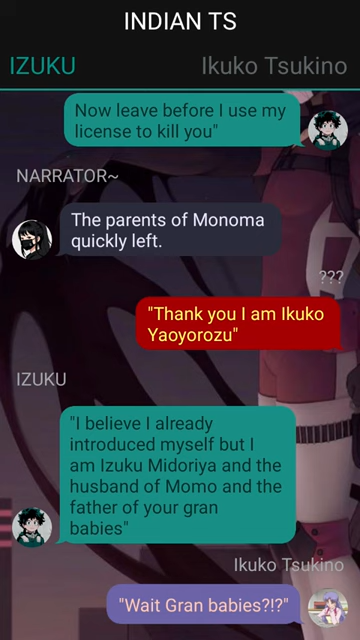 INDIAN TS
IZUKU
Ikuko Tsukino
Now leave before I use my
license to kill you"
NARRATOR~
The parents of Monoma
quickly left.
???
"Thank you I am Ikuko
Yaoyorozu"
IZUKU
"I believe I already
introduced myself but I
am Izuku Midoriya and the
husband of Momo and the
father of your gran
babies"
Ikuko Tsukino
"Wait Gran babies?!?"